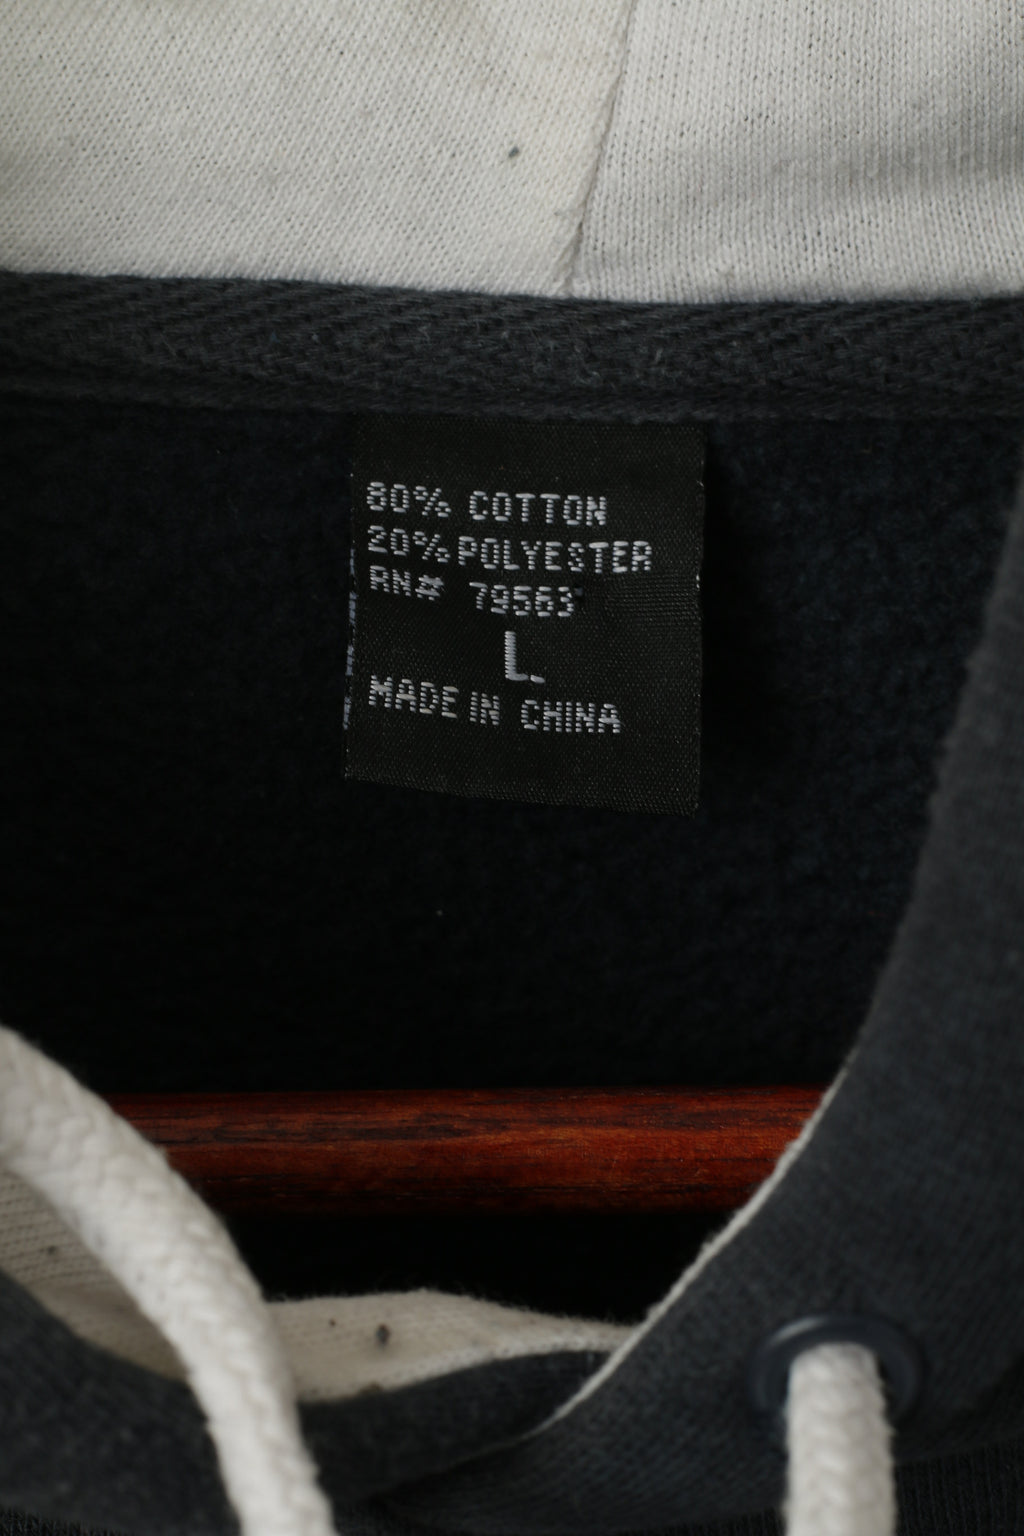 80% COTTON
20% POLYESTER
RN# 79563
L
MADE IN CHINA